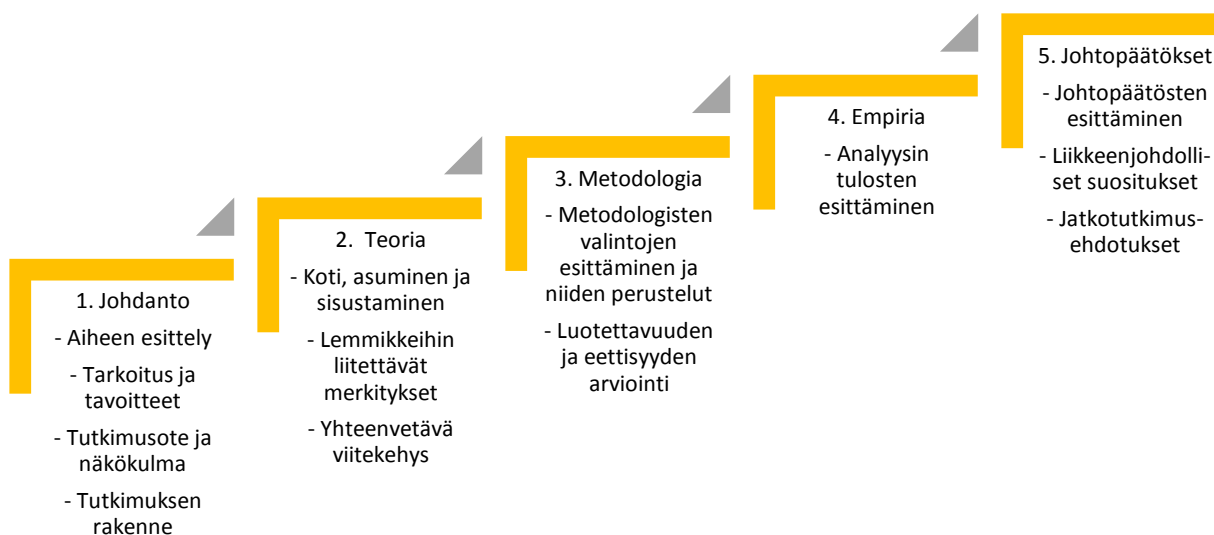 1. Johdanto
- Aiheen esittely
- Tarkoitus ja
tavoitteet
- Tutkimusote ja
näkökulma
- Tutkimuksen
rakenne
2. Teoria
- Koti, asuminen ja
sisustaminen
- Lemmikkeihin
liitettävät
merkitykset
- Yhteenvetävä
viitekehys
3. Metodologia
- Metodologisten
valintojen
esittäminen ja
niiden perustelut
- Luotettavuuden
ja eettisyyden
arviointi
4. Empiria
- Analyysin
tulosten
esittäminen
5. Johtopäätökset
- Johtopäätösten
esittäminen
- Liikkeenjohdolli-
set suositukset
- Jatkotutkimus-
ehdotukset